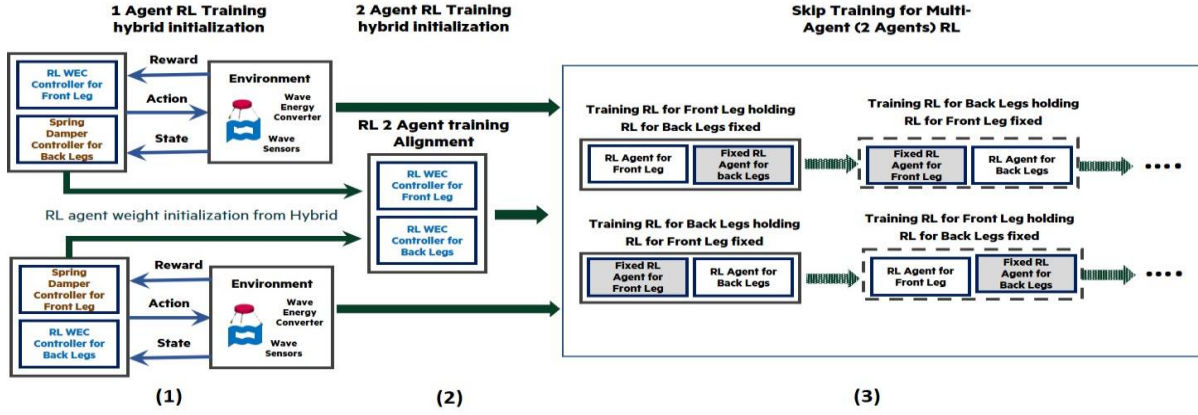 1 Agent RL Training
hybrid initialization
2 Agent RL Training
hybrid initialization
Skip Training for Multi-
Agent (2 Agents) RL
RL WEC
Controller for
Front Leg
Spring
Damper
Controller for
Back Legs
Reward
Action
State
Environment
Wave
Energy
Converter
Wave
Sensors
RL agent weight initialization from Hybrid
Spring
Damper
Controller for
Front Leg
RL WEC
Controller for
Back Legs
Reward
Action
State
Environment
Wave
Energy
Converter
Wave
Sensors
RL 2 Agent training
Alignment
RL WEC
Controller for
Front Leg
RL WEC
Controller for
Back Legs
Training RL for Front Leg holding
RL for Back Legs fixed
RL Agent for
Front Leg
Fixed RL
Agent for
back Legs
Training RL for Back Legs holding
RL for Front Leg fixed
Fixed RL
Agent for
Front Leg
RL Agent for
Back Legs
....
Training RL for Back Legs holding
RL for Front Leg fixed
Fixed RL
Agent for
Front Leg
RL Agent for
Back Legs
Training RL for Front Leg holding
RL for Back Legs fixed
RL Agent for
Front Leg
Fixed RL
Agent for
Back Legs
....
(1)
(2)
(3)